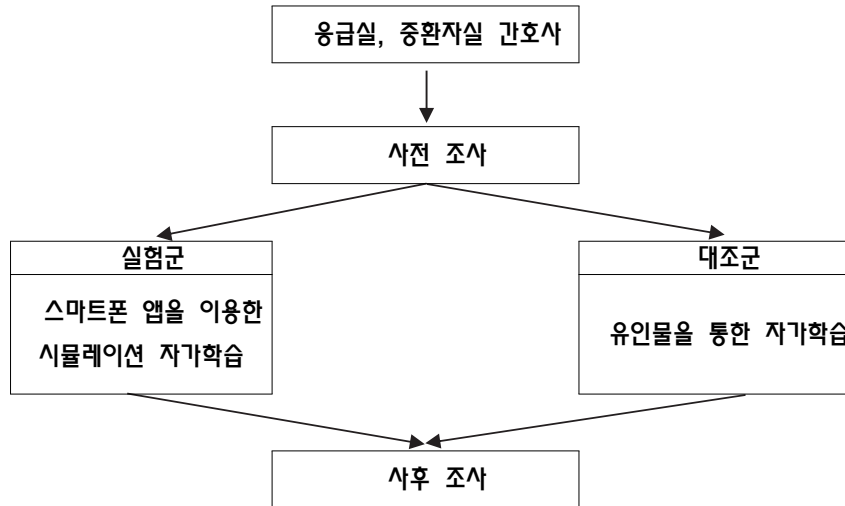 응급실, 중환자실 간호사
사전 조사
실험군
스마트폰 앱을 이용한
시뮬레이션 자가학습
대조군
유인물을 통한 자가학습
사후 조사